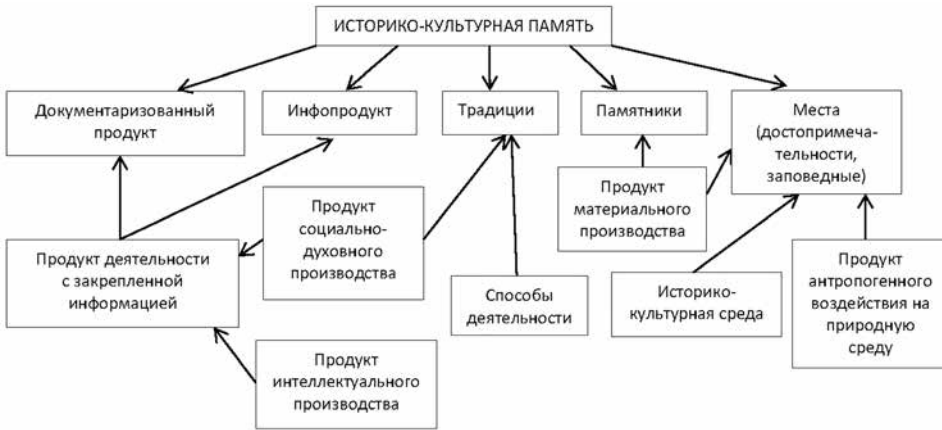 ИСТОРИКО-КУЛЬТУРНАЯ ПАМЯТЬ
Документаризованный
продукт
Инфопродукт
Традиции
Памятники
Места
(достопримеча-
тельности,
заповедные)
Продукт деятельности
с закрепленной
информацией
Продукт
социально-
духовного
производства
Способы
деятельности
Продукт
материального
производства
Историко-
культурная среда
Продукт
антропогенного
воздействия на
природную
среду
Продукт
интеллектуального
производства